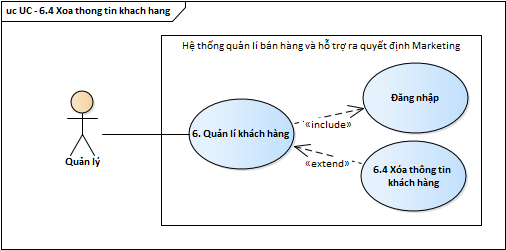 uc UC - 6.4 Xoa thong tin khach hang
Hệ thống quản lí bán hàng và hỗ trợ ra quyết định Marketing
Đăng nhập
6. Quản lí khách hàng
«include»
Quản lý
«extend»
6.4 Xóa thông tin
khách hàng